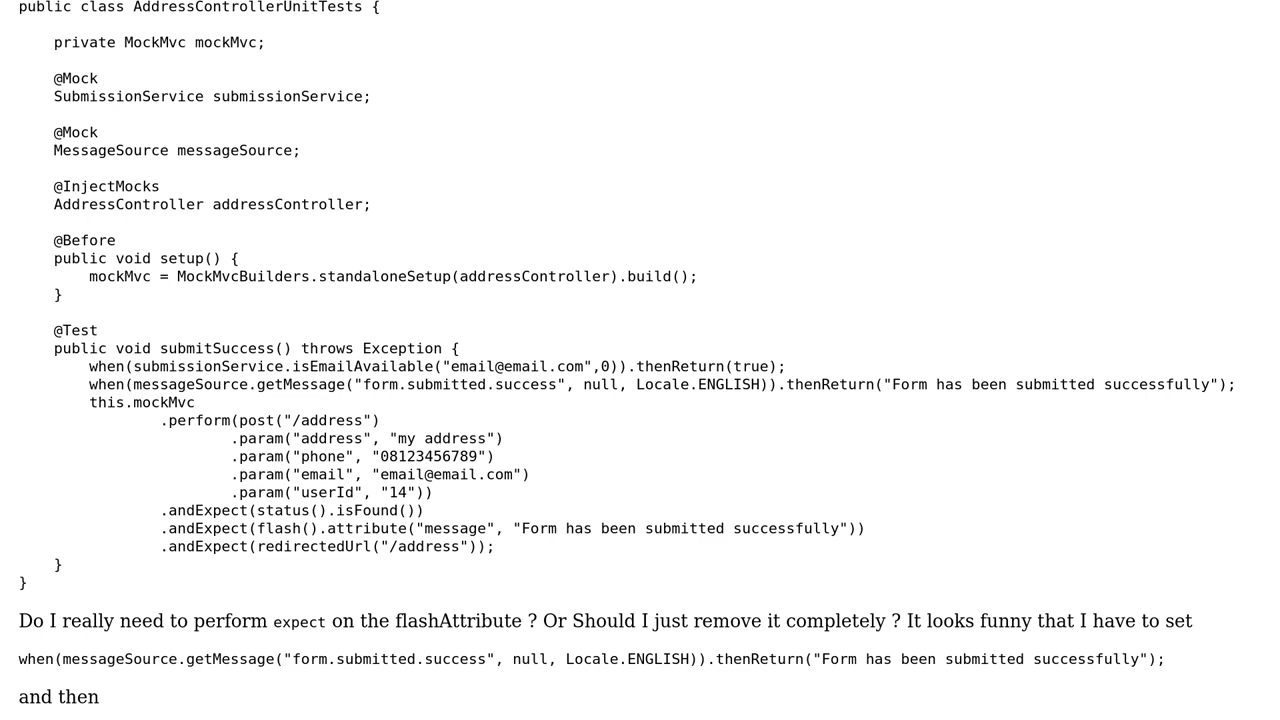 public class AddressControllerUnitTests {
private MockMvc mockMvc;
@Mock
SubmissionService submissionService;
@Mock
MessageSource messageSource;
@InjectMocks
AddressController addressController;
@Before
public void setup() {
mockMvc = MockMvcBuilders.standaloneSetup(addressController).build();
}
@Test
public void submitSuccess() throws Exception {
when(submissionService.isEmailAvailable("email@email.com",0)).thenReturn(true);
when(messageSource.getMessage("form.submitted.success", null, Locale.ENGLISH)).thenReturn("Form has been submitted successfully");
this.mockMvc
.perform(post("/address")
.param("address", "my address")
.param("phone", "08123456789")
.param("email", "email@email.com")
.param("userId", "14"))
.andExpect(status().isFound())
.andExpect(flash().attribute("message", "Form has been submitted successfully"))
.andExpect(redirectedUrl("/address"));
}
}
Do I really need to perform expect on the flashAttribute ? Or Should I just remove it completely ? It looks funny that I have to set
when(messageSource.getMessage("form.submitted.success", null, Locale.ENGLISH)).thenReturn("Form has been submitted successfully");
and then